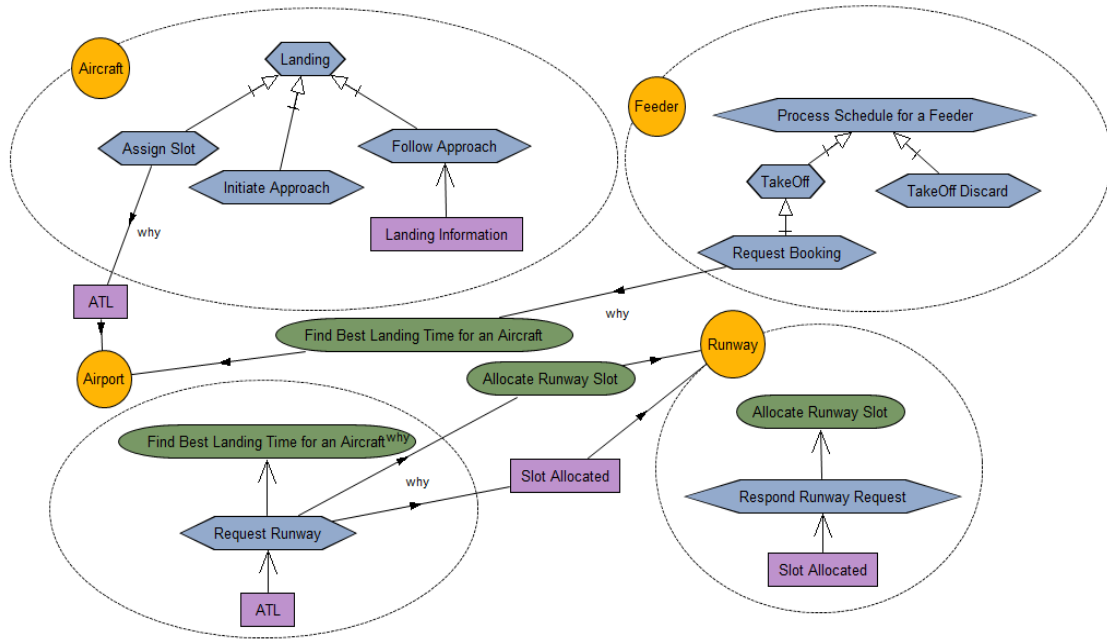 Landing
Aircraft
Process Schedule for a Feeder
Feeder
Assign Slot
Follow Approach
Initiate Approach
TakeOff
TakeOff Discard
why
Landing Information
Request Booking
ATL
why
Find Best Landing Time for an Aircraft
Runway
Airport
Allocate Runway Slot
Allocate Runway Slot
Find Best Landing Time for an Aircraft
why
why
Slot Allocated
Respond Runway Request
Request Runway
Slot Allocated
ATL